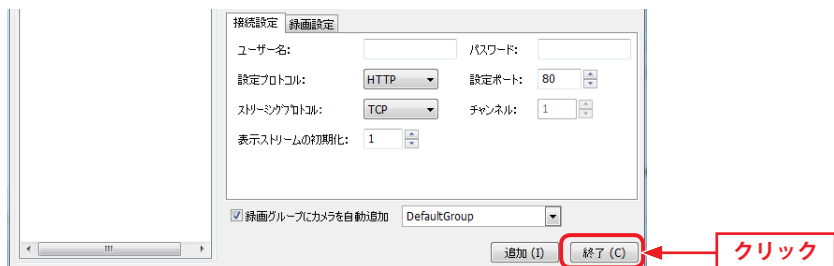 接続設定 録画設定
ユーザー名: パスワード:
設定プロトコル: HTTP 設定ポート: 80
ストリーミングプロトコル: TCP チャンネル: 1
表示ストリームの初期化: 1
録画グループにカメラを自動追加 DefaultGroup
追加 (I) 終了 (C) クリック